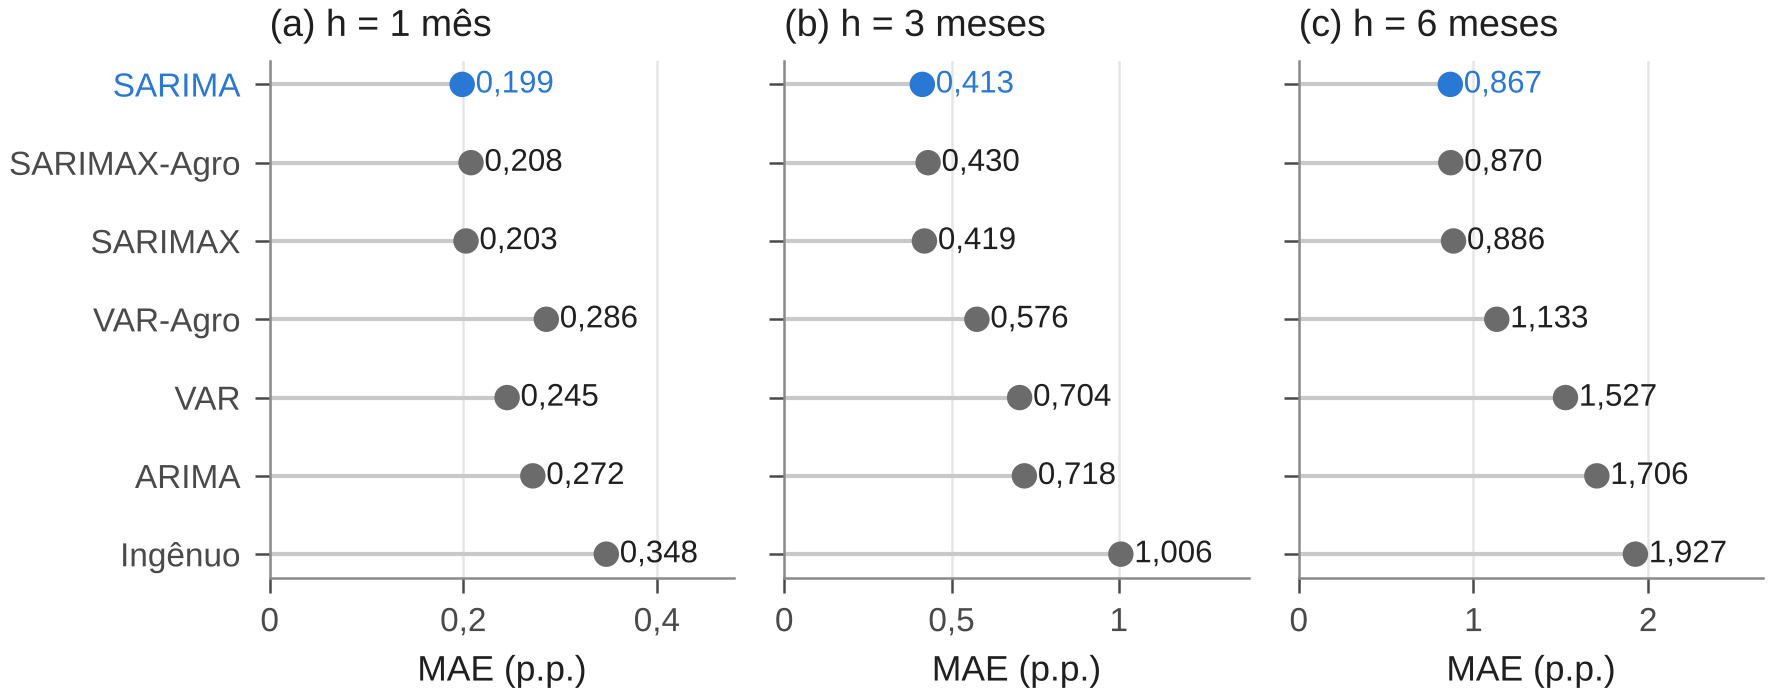 (a) h = 1 mês
(b) h = 3 meses
(c) h = 6 meses
SARIMA 0,199 0,413 0,867
SARIMAX-Agro 0,208 0,430 0,870
SARIMAX 0,203 0,419 0,886
VAR-Agro 0,286 0,576 1,133
VAR 0,245 0,704 1,527
ARIMA 0,272 0,718 1,706
Ingênuo 0,348 1,006 1,927
0 0,2 0,4
0 0,5 1
0 1 2
MAE (p.p.)
MAE (p.p.)
MAE (p.p.)